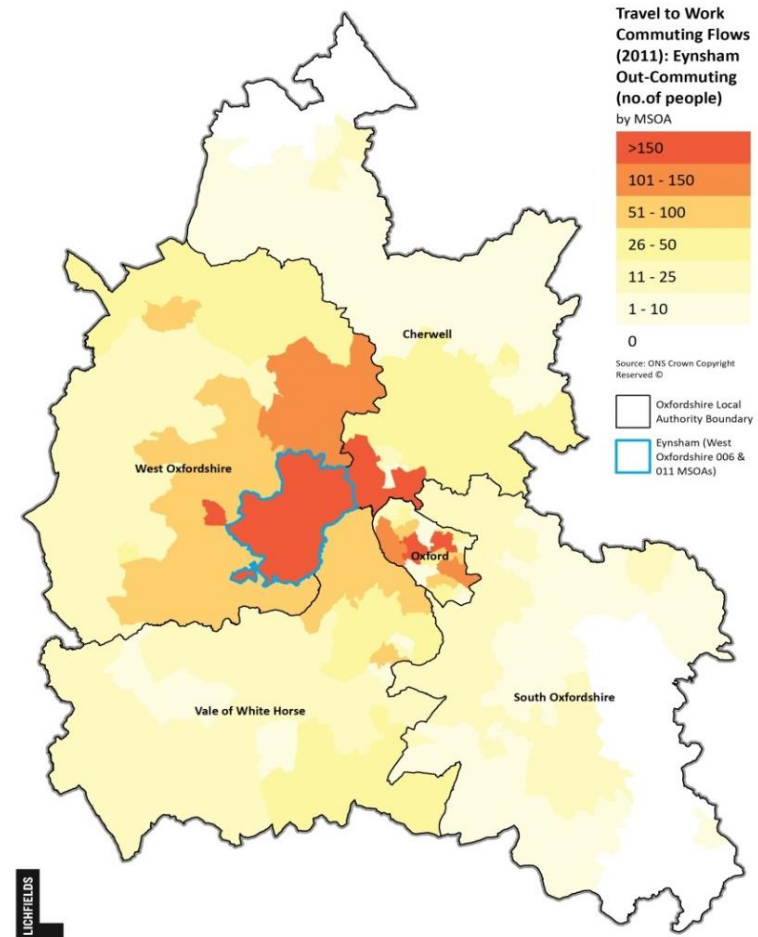 Travel to Work
Commuting Flows
(2011): Eynsham
Out-Commuting
(no.of people)
by MSOA
>150
101 - 150
51 - 100
26 - 50
11 - 25
1 - 10
0
Source: ONS Crown Copyright
Reserved ©
Oxfordshire Local
Authority Boundary
Eynsham (West
Oxfordshire 006 &
011 MSOAs)
Cherwell
West Oxfordshire
Oxford
South Oxfordshire
Vale of White Horse
LICHFIELDS